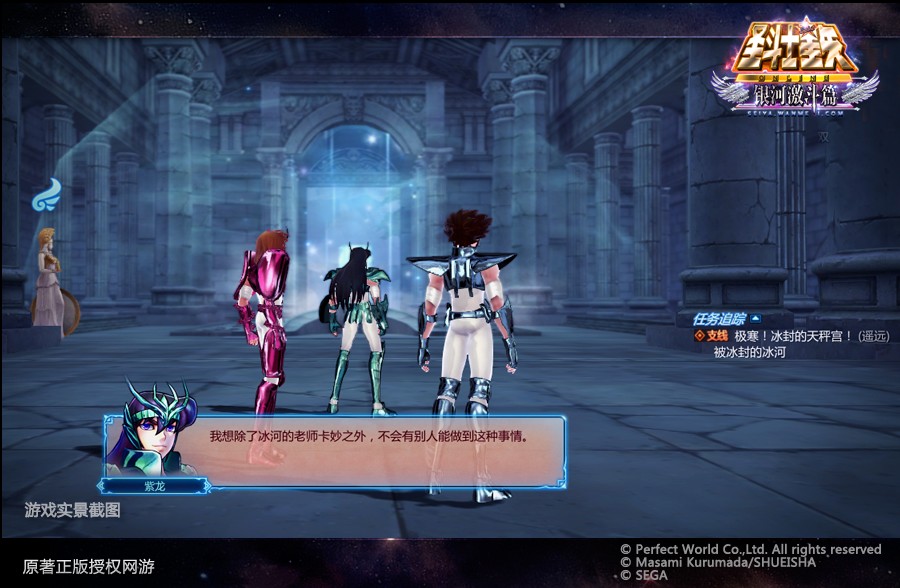 圣斗士星矢
ONLINE
银河激斗篇
任务追踪
支线 极寒！冰封的天秤宫！ (遥远)
被冰封的冰河
我想除了冰河的老师卡妙之外，不会有别人能做到这种事情。
紫龙
游戏实景截图
原著正版授权网游
© Perfect World Co.,Ltd. All rights reserved
© Masami Kurumada/SHUEISHA
© SEGA